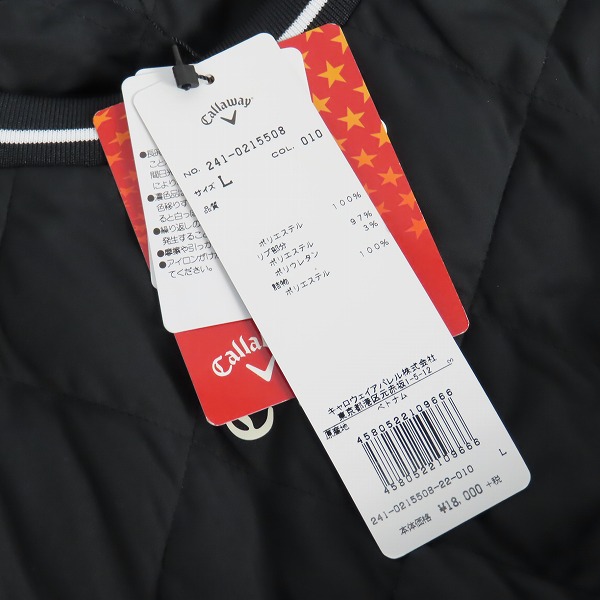 Callaway
NO. 241-0215508
サイズ L
COL. 010
品質
ポリエステル 100%
リブ部分
ポリエステル 97%
ポリウレタン 3%
詰物
ポリエステル 100%
キャロウェイアパレル株式会社
東京都港区元赤坂1-5-12
原産地 ベトナム
4580522109666
4580522109666
241-0215508-22-010 L
本体価格 ¥18,000 +税
Callaway